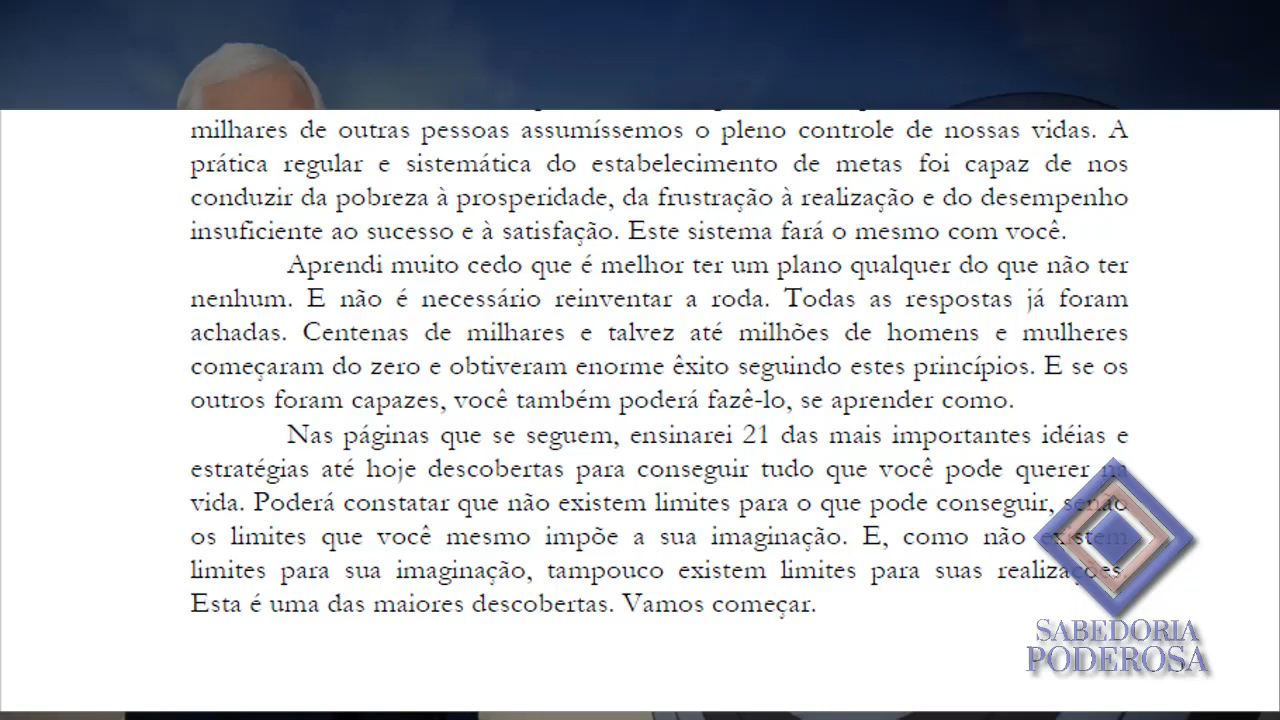 milhares de outras pessoas assumíssemos o pleno controle de nossas vidas. A
prática regular e sistemática do estabelecimento de metas foi capaz de nos
conduzir da pobreza à prosperidade, da frustração à realização e do desempenho
insuficiente ao sucesso e à satisfação. Este sistema fará o mesmo com você.
Aprendi muito cedo que é melhor ter um plano qualquer do que não ter
nenhum. E não é necessário reinventar a roda. Todas as respostas já foram
achadas. Centenas de milhares e talvez até milhões de homens e mulheres
começaram do zero e obtiveram enorme êxito seguindo estes princípios. E se os
outros foram capazes, você também poderá fazê-lo, se aprender como.
Nas páginas que se seguem, ensinarei 21 das mais importantes idéias e
estratégias até hoje descobertas para conseguir tudo que você pode querer na
vida. Poderá constatar que não existem limites para o que pode conseguir, senão
os limites que você mesmo impõe a sua imaginação. E, como não existem
limites para sua imaginação, tampouco existem limites para suas realizações.
Esta é uma das maiores descobertas. Vamos começar.
SABEDORIA
PODEROSA